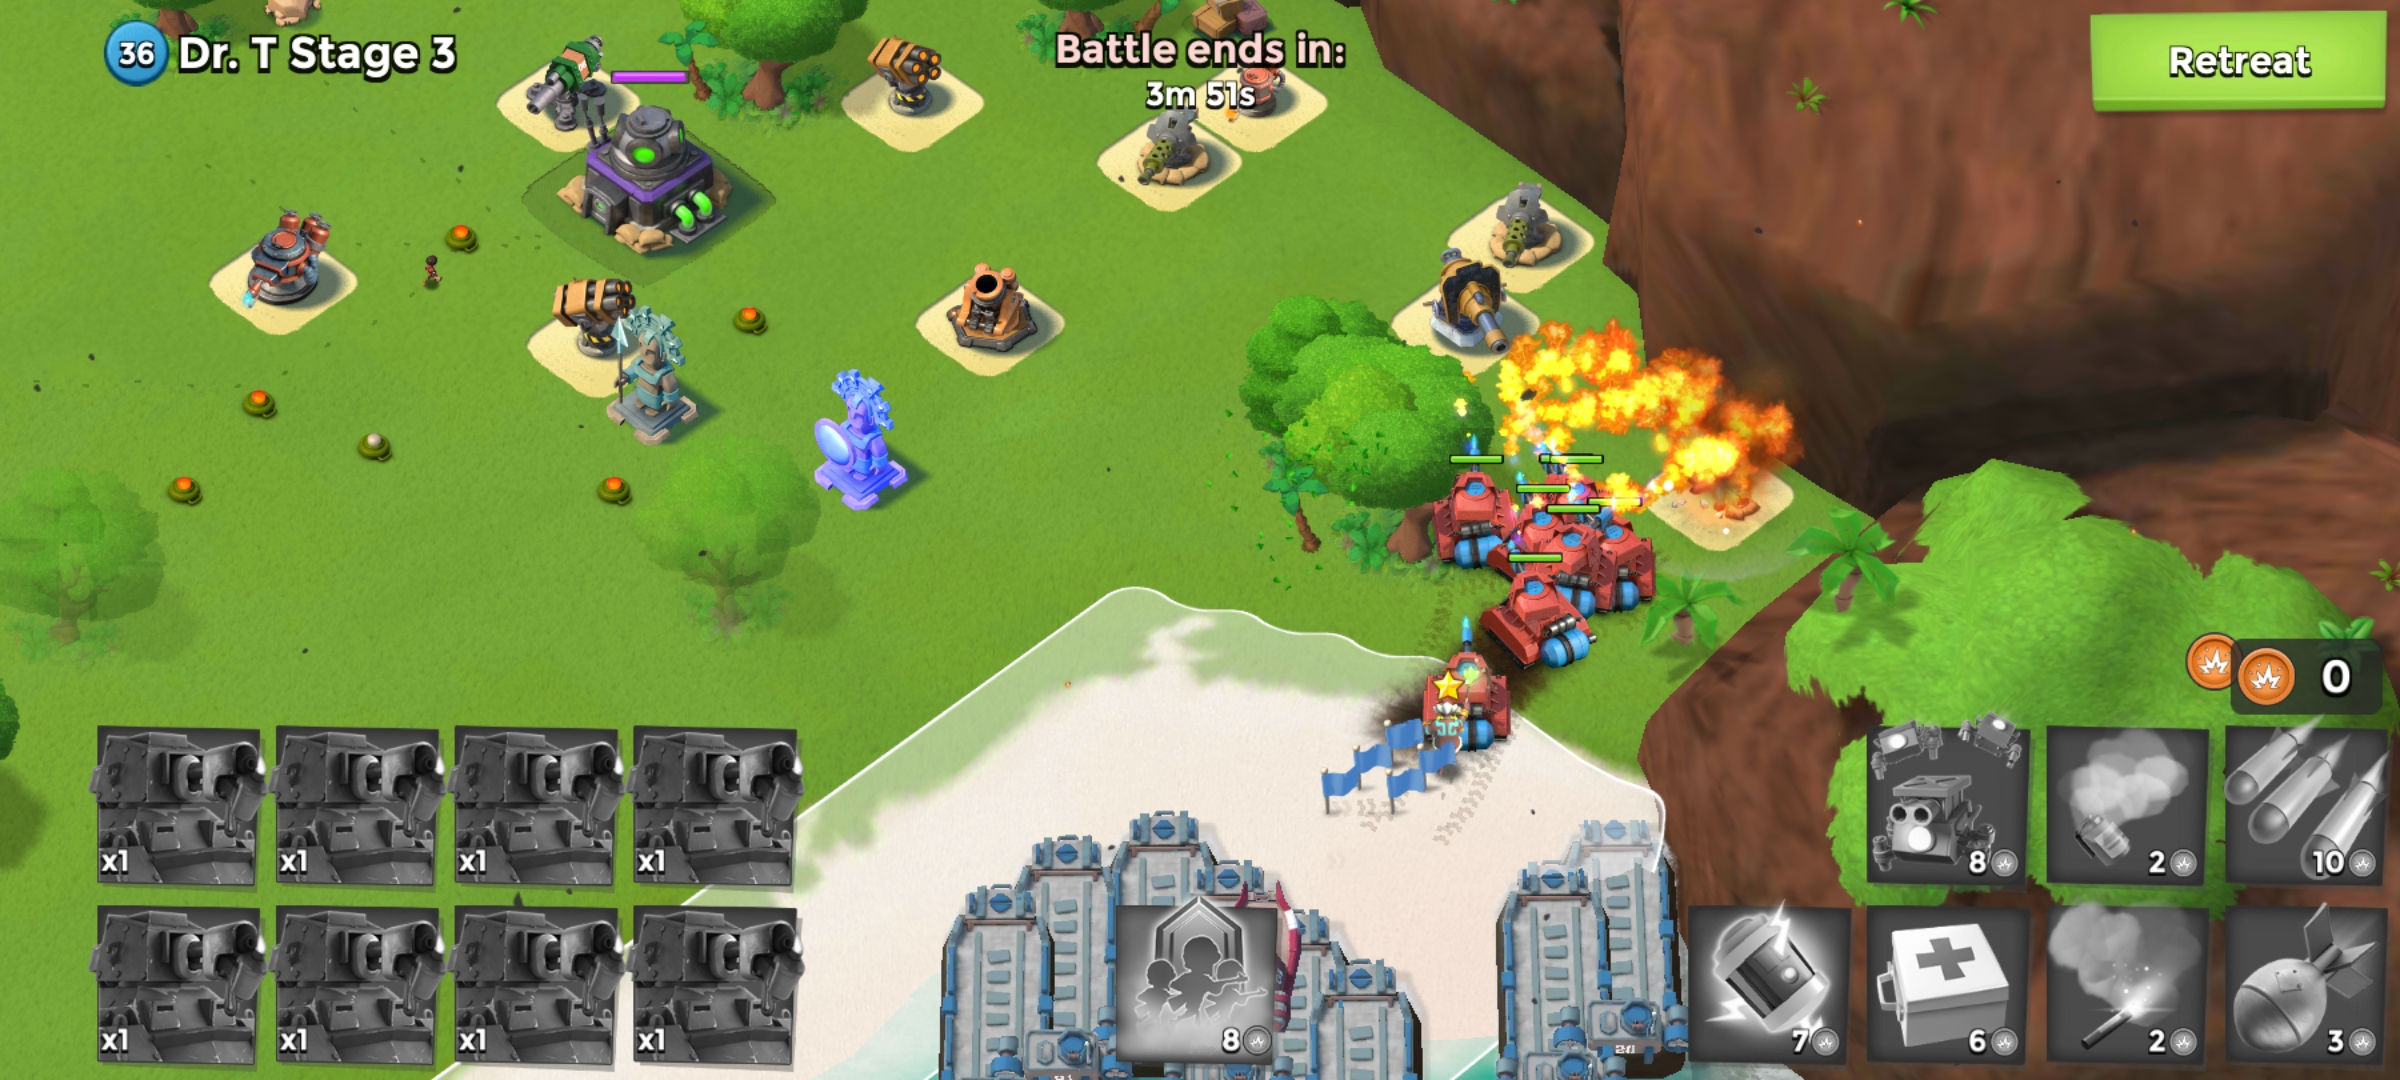 36 Dr. T Stage 3
Battle ends in:
3m 51s
Retreat
0
x1 x1 x1 x1
8 2 10
x1 x1 x1 x1
8 7 6 2 3